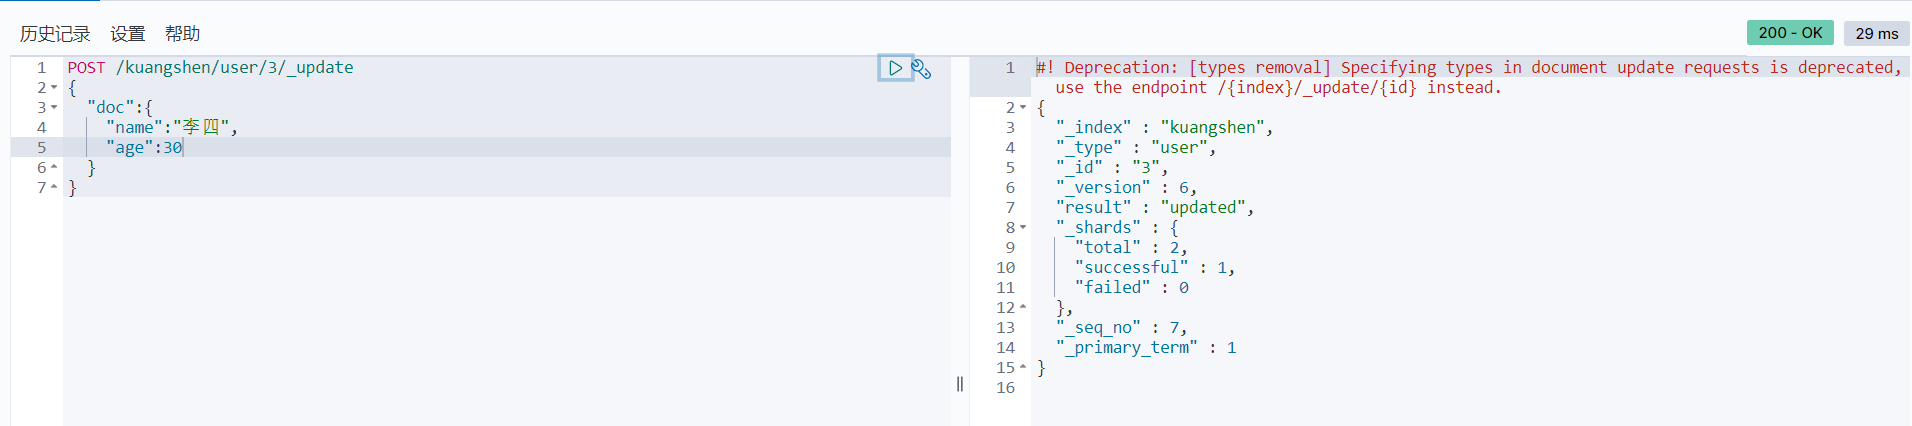 历史记录 设置 帮助
200 - OK
29 ms
1 POST /kuangshen/user/3/_update
2 {
3 "doc":{
4 "name":"李四",
5 "age":30
6 }
7 }
1 #! Deprecation: [types removal] Specifying types in document update requests is deprecated,
use the endpoint /{index}/_update/{id} instead.
2 {
3 "_index" : "kuangshen",
4 "_type" : "user",
5 "_id" : "3",
6 "_version" : 6,
7 "result" : "updated",
8 "_shards" : {
9 "total" : 2,
10 "successful" : 1,
11 "failed" : 0
12 },
13 "_seq_no" : 7,
14 "_primary_term" : 1
15 }
16